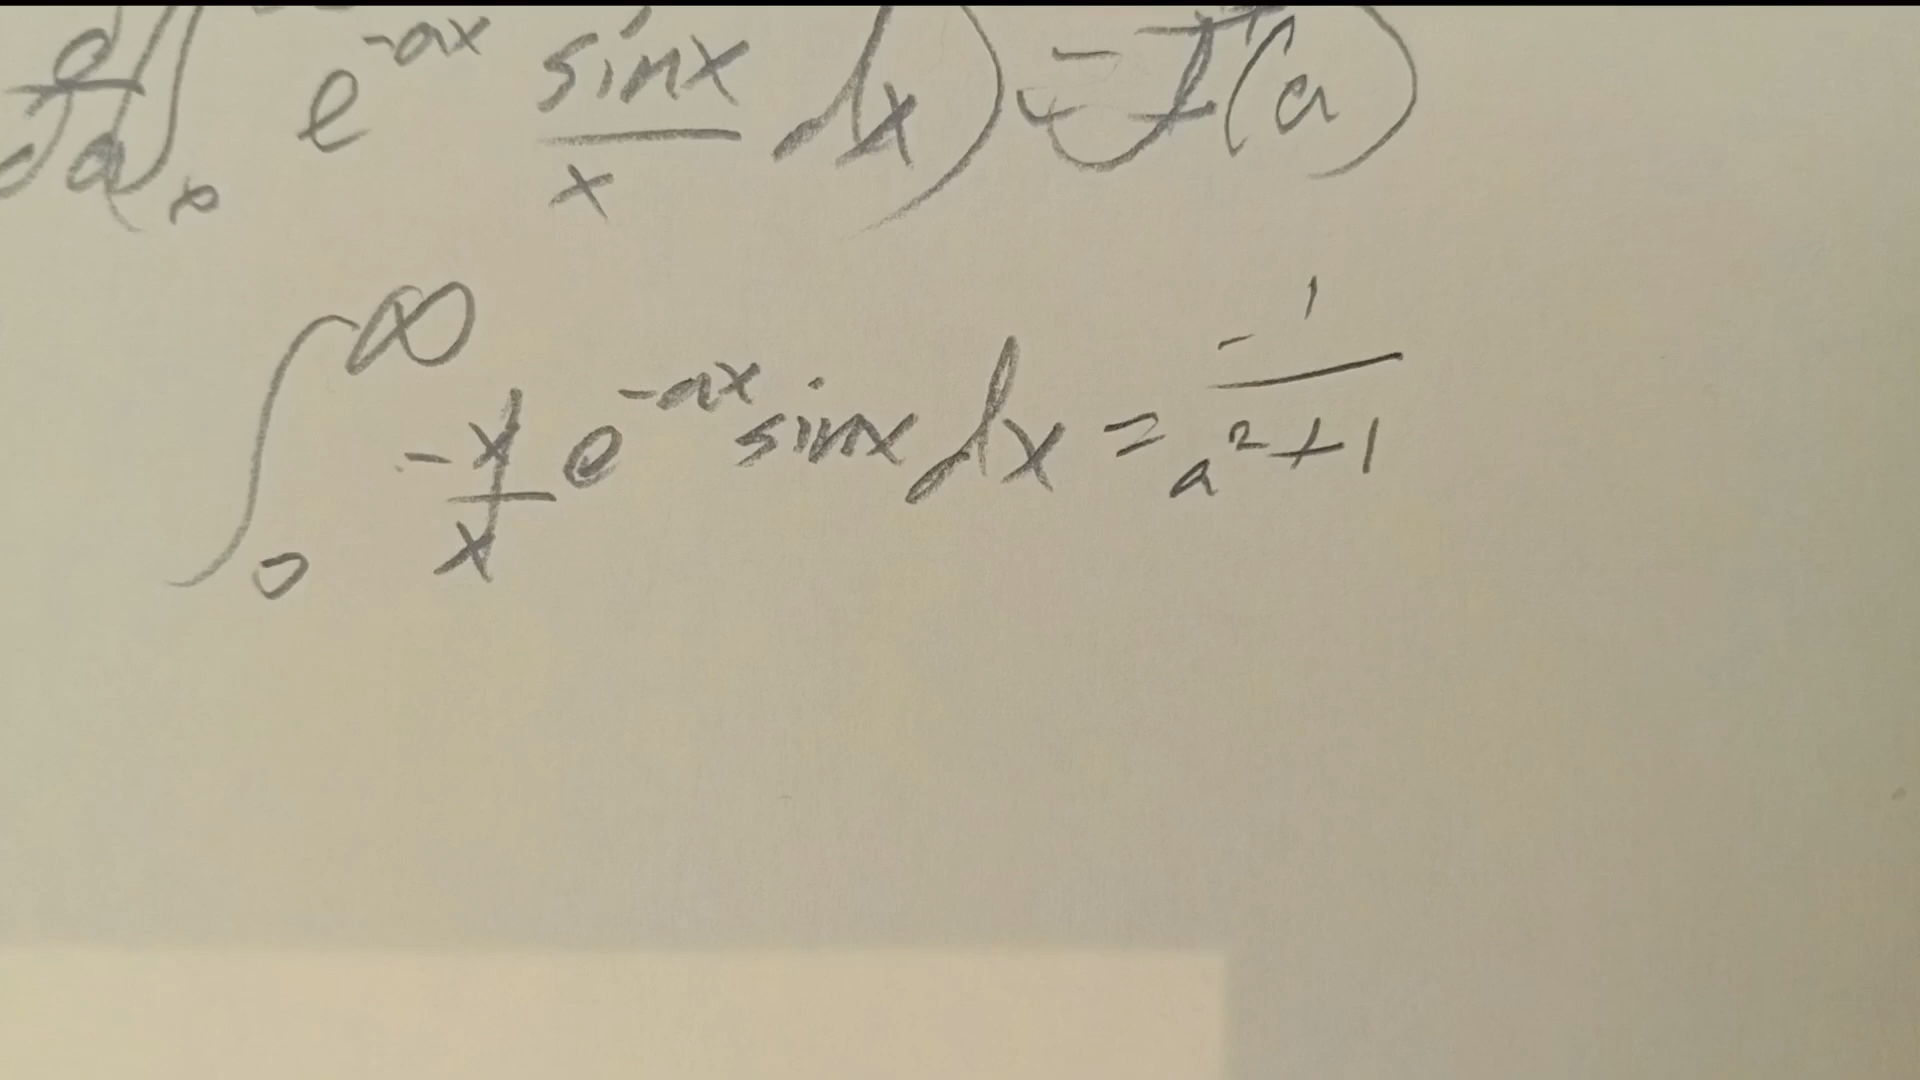 d/da(∫₀ e^(-ax) sinx/x dx) = I(a)
∫₀^∞ -x/x e^(-ax) sinx dx = -1/(a²+1)